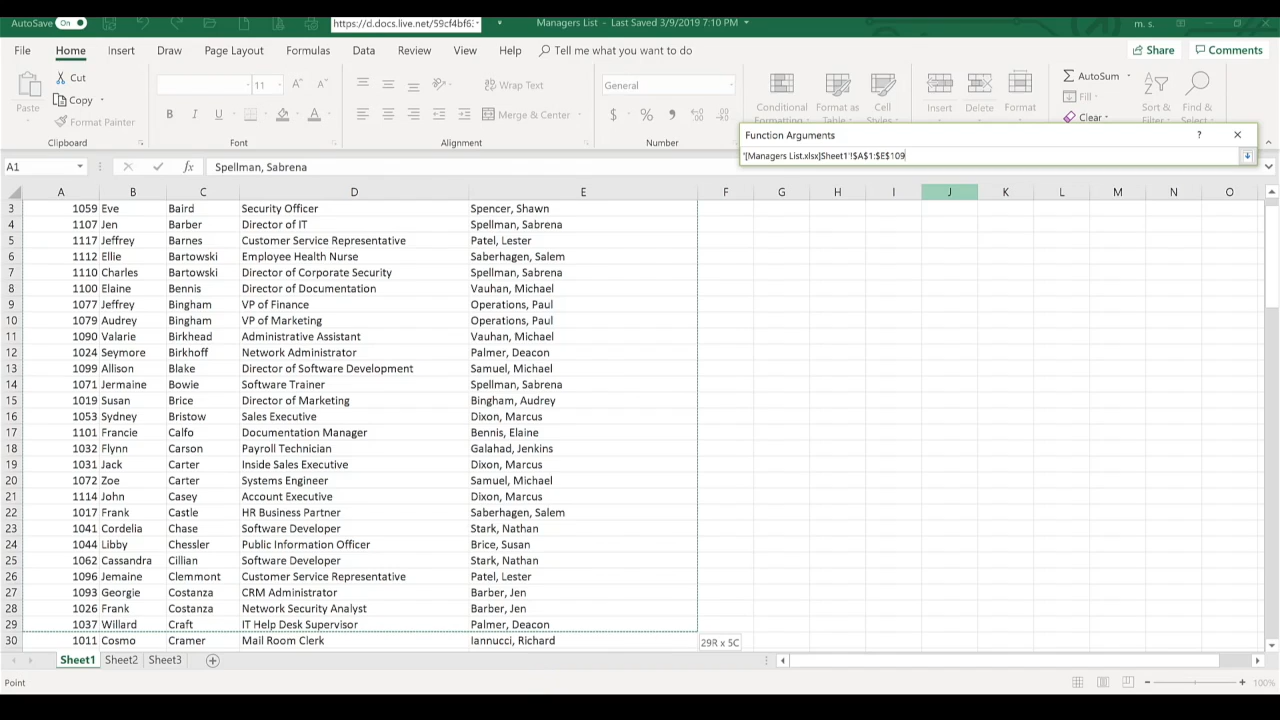 AutoSave On https://d.docs.live.net/59cf4bf6: Managers List - Last Saved 3/9/2019 7:10 PM m. s.
File Home Insert Draw Page Layout Formulas Data Review View Help Tell me what you want to do Share Comments
Cut 11 Wrap Text General AutoSum
Paste Copy Conditional Formatting Format as Table Cell Styles Insert Delete Format Fill Sort & Find &
Format Painter B I U A Merge & Center $ % Clear
Clipboard Font Alignment Number
Function Arguments ?
'[Managers List.xlsx]Sheet1'!$A$1:$E$109
A1 fx Spellman, Sabrena
A B C D E F G H I J K L M N O
3 1059 Eve Baird Security Officer Spencer, Shawn
4 1107 Jen Barber Director of IT Spellman, Sabrena
5 1117 Jeffrey Barnes Customer Service Representative Patel, Lester
6 1112 Ellie Bartowski Employee Health Nurse Saberhagen, Salem
7 1110 Charles Bartowski Director of Corporate Security Spellman, Sabrena
8 1100 Elaine Bennis Director of Documentation Vauhan, Michael
9 1077 Jeffrey Bingham VP of Finance Operations, Paul
10 1079 Audrey Bingham VP of Marketing Operations, Paul
11 1090 Valarie Birkhead Administrative Assistant Vauhan, Michael
12 1024 Seymore Birkhoff Network Administrator Palmer, Deacon
13 1099 Allison Blake Director of Software Development Samuel, Michael
14 1071 Jermaine Bowie Software Trainer Spellman, Sabrena
15 1019 Susan Brice Director of Marketing Bingham, Audrey
16 1053 Sydney Bristow Sales Executive Dixon, Marcus
17 1101 Francie Calfo Documentation Manager Bennis, Elaine
18 1032 Flynn Carson Payroll Technician Galahad, Jenkins
19 1031 Jack Carter Inside Sales Executive Dixon, Marcus
20 1072 Zoe Carter Systems Engineer Samuel, Michael
21 1114 John Casey Account Executive Dixon, Marcus
22 1017 Frank Castle HR Business Partner Saberhagen, Salem
23 1041 Cordelia Chase Software Developer Stark, Nathan
24 1044 Libby Chessler Public Information Officer Brice, Susan
25 1062 Cassandra Cillian Software Developer Stark, Nathan
26 1096 Jemaine Clemmont Customer Service Representative Patel, Lester
27 1093 Georgie Costanza CRM Administrator Barber, Jen
28 1026 Frank Costanza Network Security Analyst Barber, Jen
29 1037 Willard Craft IT Help Desk Supervisor Palmer, Deacon
30 1011 Cosmo Cramer Mail Room Clerk Iannucci, Richard
29R x 5C
Sheet1 Sheet2 Sheet3
Point 100%